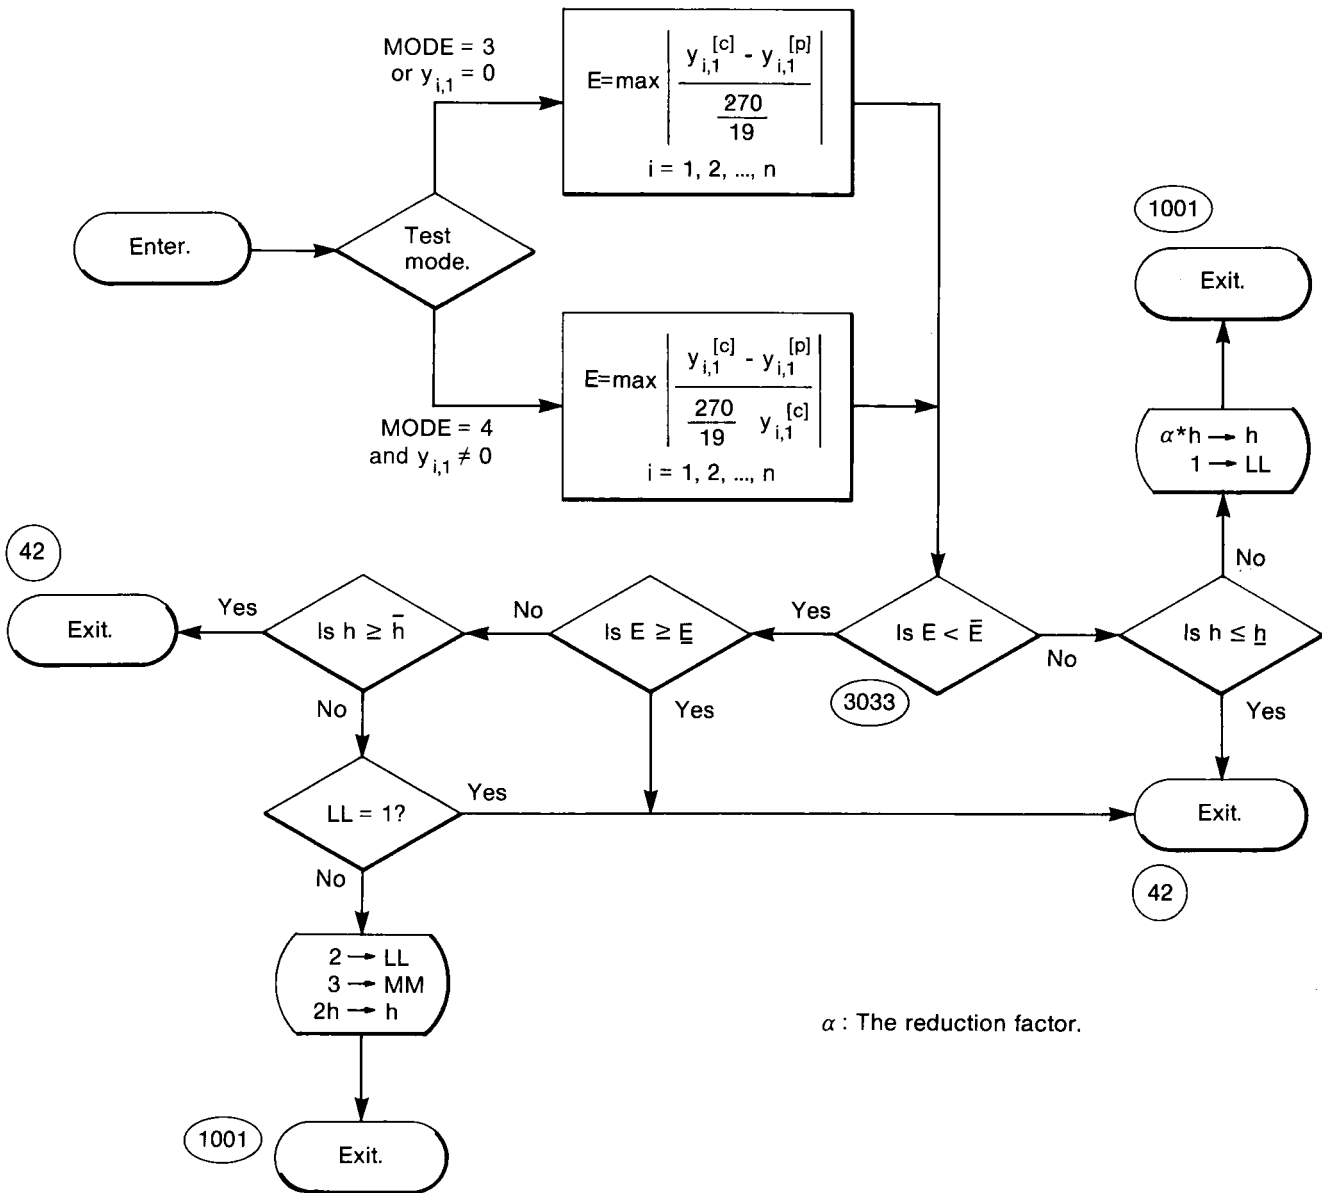 MODE = 3
or y_{i,1} = 0
E=max | (y_{i,1}^{[c]} - y_{i,1}^{[p]}) / (270/19) |
i = 1, 2, ..., n
Enter.
Test
mode.
1001
Exit.
MODE = 4
and y_{i,1} ≠ 0
E=max | (y_{i,1}^{[c]} - y_{i,1}^{[p]}) / (270/19 y_{i,1}^{[c]}) |
i = 1, 2, ..., n
α*h → h
1 → LL
No
42
Exit.
Yes
Is h ≥ h̅
No
Is E ≥ E̲
Yes
Is E < E̅
No
Is h ≤ h̲
3033
No
Yes
Yes
LL = 1?
Yes
Exit.
No
42
2 → LL
3 → MM
2h → h
α : The reduction factor.
1001
Exit.